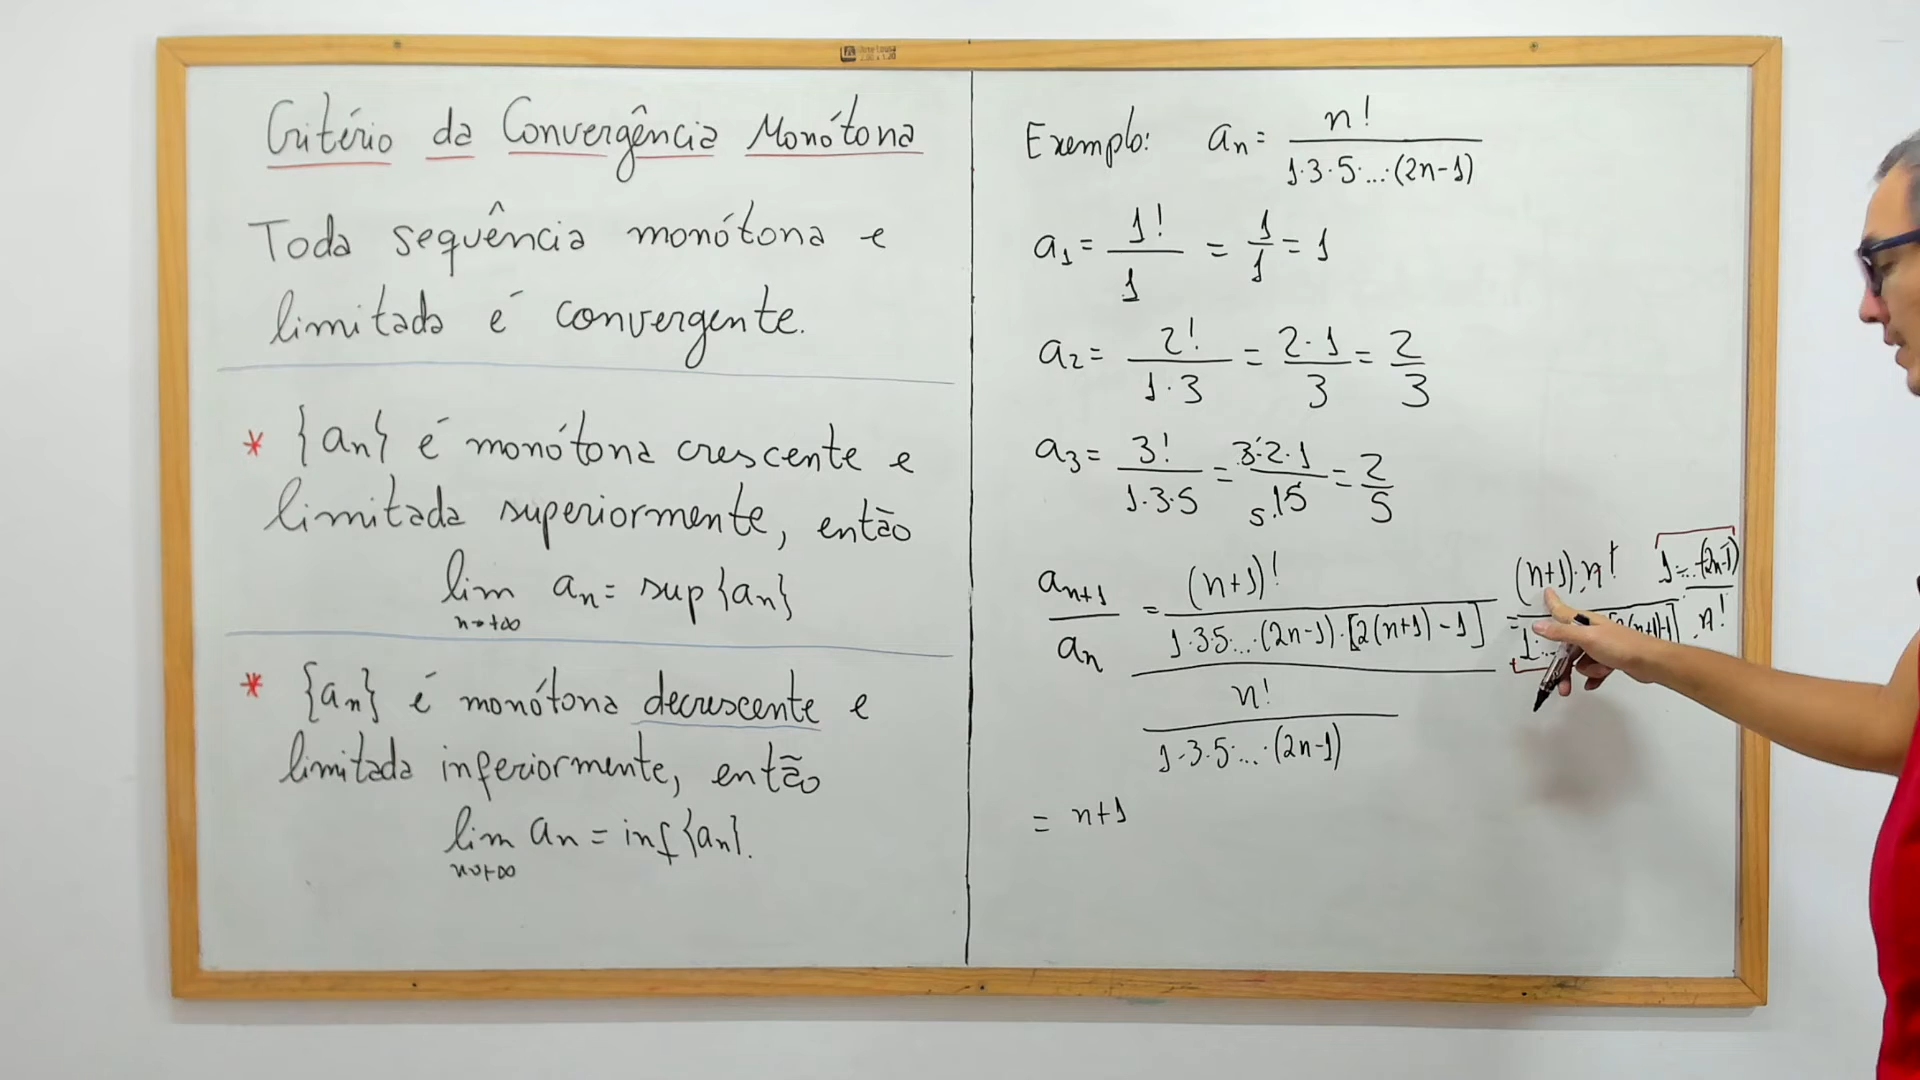 Critério da Convergência Monótona
Toda sequência monótona e
limitada é convergente.
* {an} é monótona crescente e
limitada superiormente, então
lim an = sup{an}
n→+∞
* {an} é monótona decrescente e
limitada inferiormente, então
lim an = inf{an}.
n→+∞
Exemplo: an = n! / 1·3·5·...·(2n-1)
a1 = 1! / 1 = 1/1 = 1
a2 = 2! / 1·3 = 2·1 / 3 = 2/3
a3 = 3! / 1·3·5 = 3·2·1 / 5.15 = 2/5
an+1 / an = (n+1)! / 1·3·5·...·(2n-1)·[2(n+1)-1] = (n+1)·n! 1·...·(2n-1)
n! / 1·3·5·...·(2n-1)
n!
= n+1